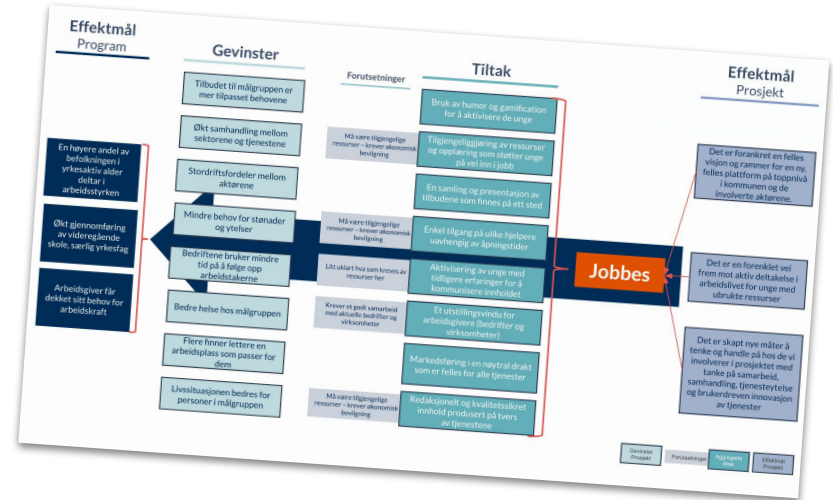 Effektmål
Program
En høyere andel av
befolkningen i
yrkesaktiv alder
deltar i
arbeidsstyrken
Økt gjennomføring
av videregående
skole, særlig yrkesfag
Arbeidsgiver får
dekket sitt behov for
arbeidskraft
Gevinster
Tilbudet til målgruppen er
mer tilpasset behovene
Økt samhandling mellom
sektorene og tjenestene
Stordriftsfordeler mellom
aktørene
Mindre behov for stønader
og ytelser
Bedriftene bruker mindre
tid på å følge opp
arbeidstakerne
Bedre helse hos målgruppen
Flere finner lettere en
arbeidsplass som passer for
dem
Livssituasjonen bedres for
personer i målgruppen
Forutsetninger
Må være tilgjengelige
ressurser – krever økonomisk
bevilgning
Må være tilgjengelige
ressurser – krever økonomisk
bevilgning
Litt uklart hva som kreves av
ressurser her
Krever et godt samarbeid
med aktuelle bedrifter og
virksomheter
Må være tilgjengelige
ressurser – krever økonomisk
bevilgning
Tiltak
Bruk av humor og gamification
for å aktivisere de unge
Tilgjengeliggjøring av ressurser
og opplæring som støtter unge
på vei inn i jobb
En samling og presentasjon av
tilbudene som finnes på ett sted
Enkel tilgang på ulike hjelpere
uavhengig av åpningstider
Aktivisering av unge med
tidligere erfaringer for å
kommunisere innholdet
Et utstillingsvindu for
arbeidsgivere (bedrifter og
virksomheter)
Markedsføring i en nøytral drakt
som er felles for alle tjenester
Redaksjonelt og kvalitetssikret
innhold produsert på tvers
av tjenestene
Jobbes
Effektmål
Prosjekt
Det er forankret en felles
visjon og rammer for en ny,
felles plattform på toppnivå
i kommunen og de
involverte aktørene.
Det er en forenklet vei
frem mot aktiv deltakelse i
arbeidslivet for unge med
ubrukte ressurser
Det er skapt nye måter å
tenke og handle på hos de vi
involverer i prosjektet med
tanke på samarbeid,
samhandling, tjenesteytelse
og brukerdreven innovasjon
av tjenester
Gevinster
Prosjekt
Forutsetninger
Aggregerte
tiltak
Effektmål
Prosjekt